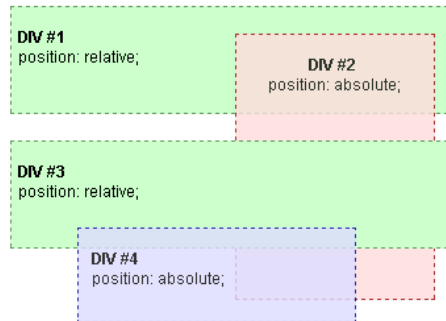 DIV #1
position: relative;
DIV #2
position: absolute;
DIV #3
position: relative;
DIV #4
position: absolute;